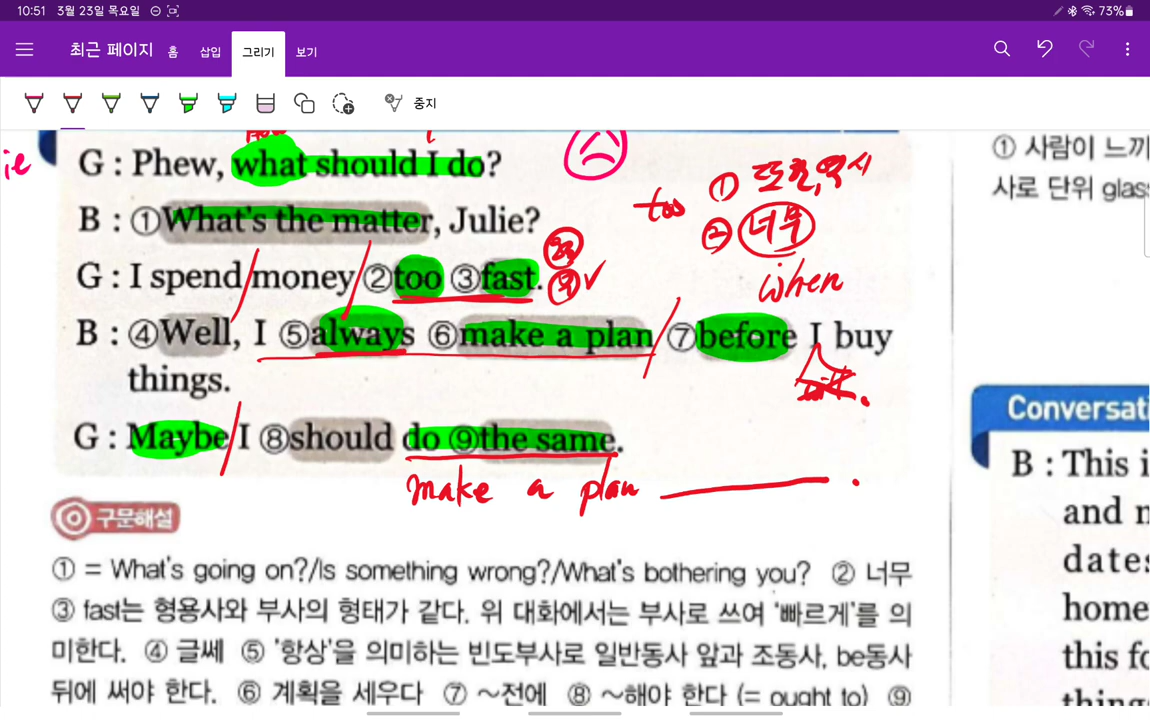 10:51 3월 23일 목요일 73%
최근 페이지 홈 삽입 그리기 보기
중지
ie
G : Phew, what should I do?
B : ①What's the matter, Julie?
G : I spend money ②too ③fast.
B : ④Well, I ⑤always ⑥make a plan ⑦before I buy
things.
G : Maybe I ⑧should do ⑨the same.
too ① 또한, 역시
② 너무
when
make a plan
구문해설
① = What's going on?/Is something wrong?/What's bothering you? ② 너무
③ fast는 형용사와 부사의 형태가 같다. 위 대화에서는 부사로 쓰여 '빠르게'를 의
미한다. ④ 글쎄 ⑤ '항상'을 의미하는 빈도부사로 일반동사 앞과 조동사, be동사
뒤에 써야 한다. ⑥ 계획을 세우다 ⑦ ~전에 ⑧ ~해야 한다 (= ought to) ⑨
① 사람이 느끼
사로 단위 glas
Conversati
B : This i
and n
dates
home
this fo
thing